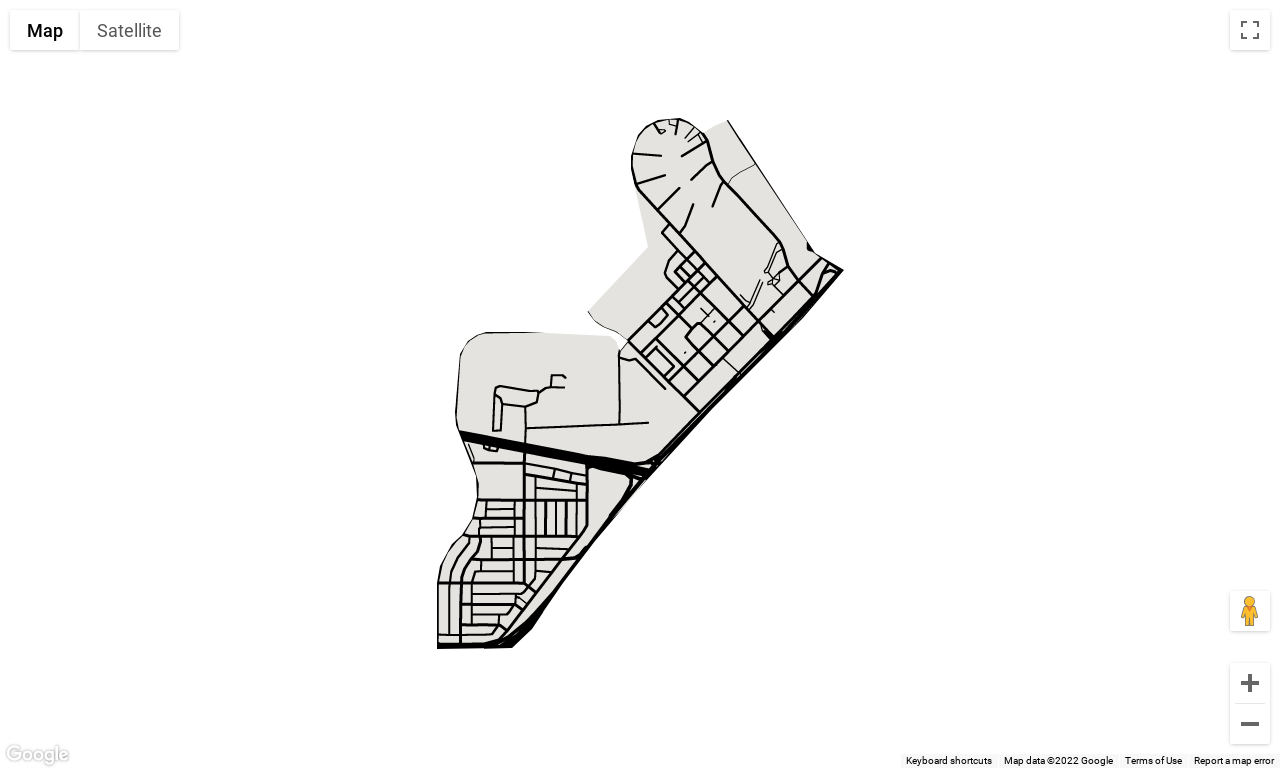 Map Satellite
Google
Keyboard shortcuts Map data ©2022 Google Terms of Use Report a map error